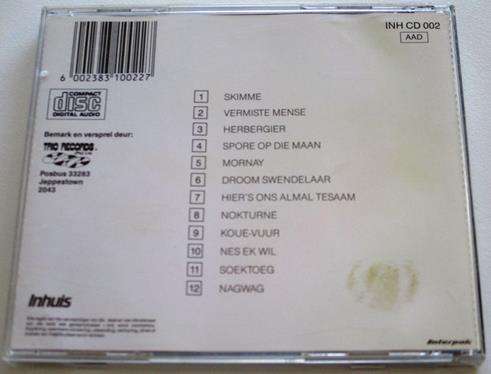 INH CD 002
AAD
6 002383 100227
COMPACT
disc
DIGITAL AUDIO
Bemark en versprei deur:
TRIO RECORDS
Posbus 33283
Jeppestown
2043
1 SKIMME
2 VERMISTE MENSE
3 HERBERGIER
4 SPORE OP DIE MAAN
5 MORNAY
6 DROOM SWENDELAAR
7 HIER'S ONS ALMAL TESAAM
8 NOKTURNE
9 KOUE-VUUR
10 NES EK WIL
11 SOEKTOEG
12 NAGWAG
Inhuis
Interpak